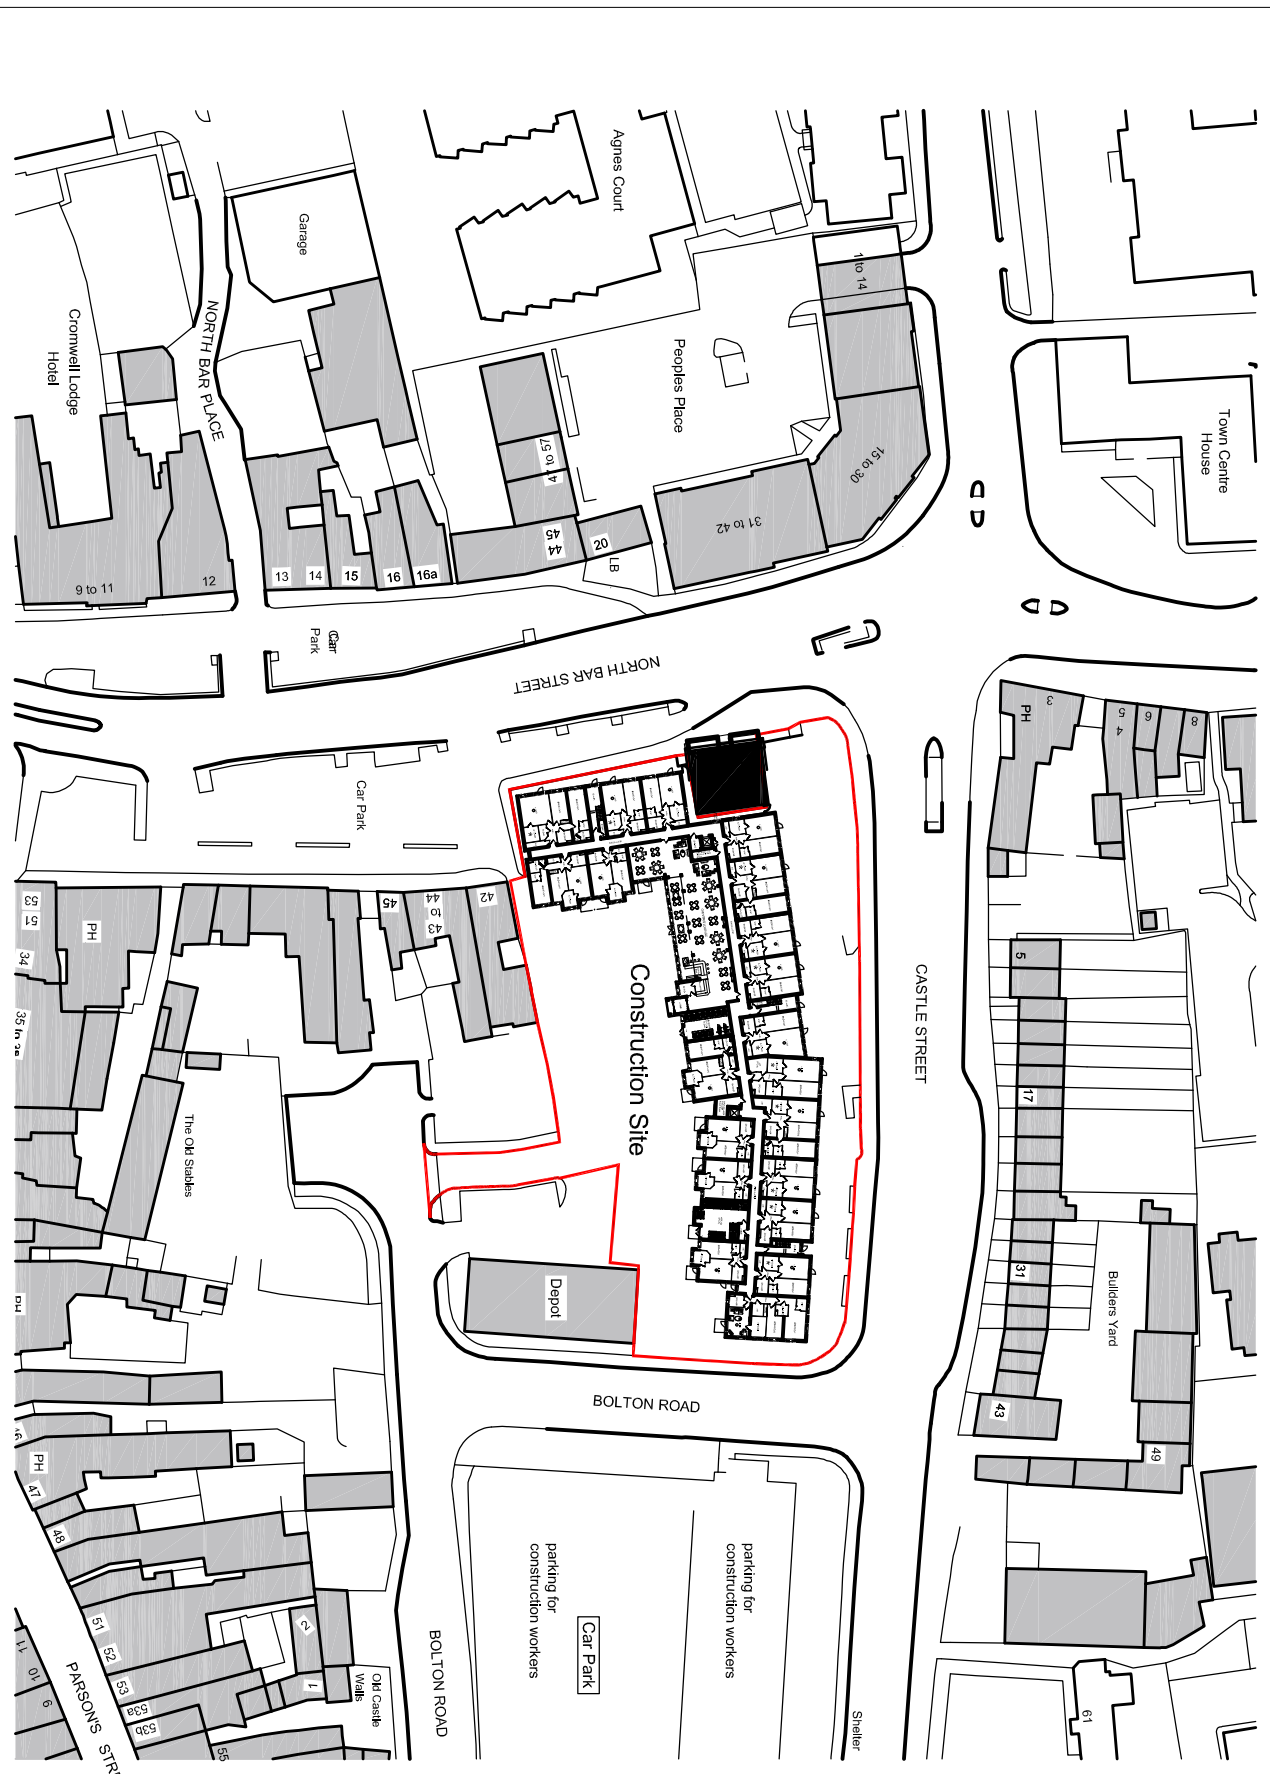 Agnes Court
Garage
1 to 14
NORTH BAR PLACE
Cromwell Lodge
Hotel
Peoples Place
Town Centre
House
15 to 30
31 to 42
44
45
20
LB
9 to 11
12
13
14
15
16
16a
Car
Park
NORTH BAR STREET
PH
3
5
4
6
8
Car Park
CASTLE STREET
Construction Site
53
51
34
PH
45
44
to
43
42
5
17
31
43
49
Builders Yard
The Old Stables
Depot
BOLTON ROAD
PH
47
48
51
52
53
53a
53b
55
2
1
Old Castle
Walls
11
10
9
PARSON'S
BOLTON ROAD
parking for
construction workers
Car Park
parking for
construction workers
Shelter
61